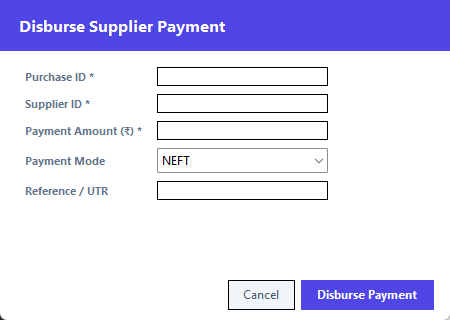 Disburse Supplier Payment
Purchase ID *
Supplier ID *
Payment Amount (₹) *
Payment Mode NEFT
Reference / UTR
Cancel Disburse Payment